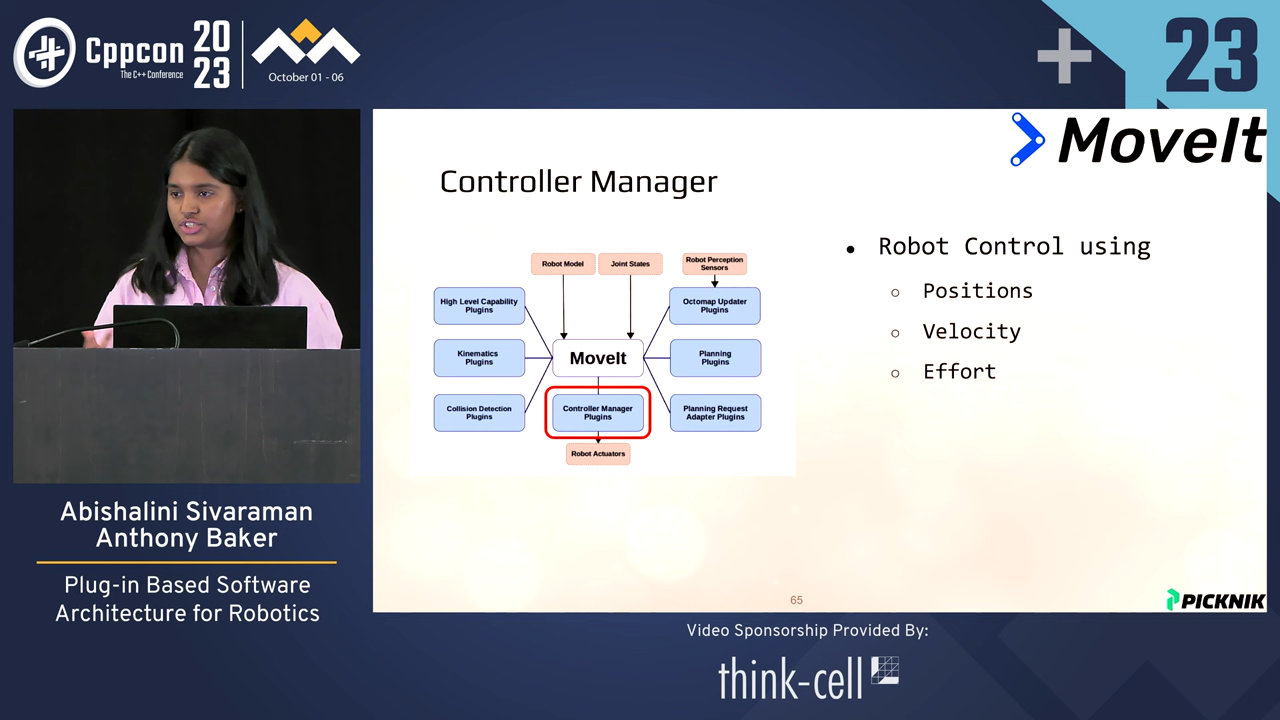 Cppcon
The C++ Conference
20
23
October 01 - 06
23
MoveIt
Controller Manager
Robot Model
Joint States
Robot Perception
Sensors
High Level Capability
Plugins
Octomap Updater
Plugins
Kinematics
Plugins
MoveIt
Planning
Plugins
Collision Detection
Plugins
Controller Manager
Plugins
Planning Request
Adapter Plugins
Robot Actuators
• Robot Control using
○ Positions
○ Velocity
○ Effort
65
PICKNIK
Abishalini Sivaraman
Anthony Baker
Plug-in Based Software
Architecture for Robotics
Video Sponsorship Provided By:
think-cell